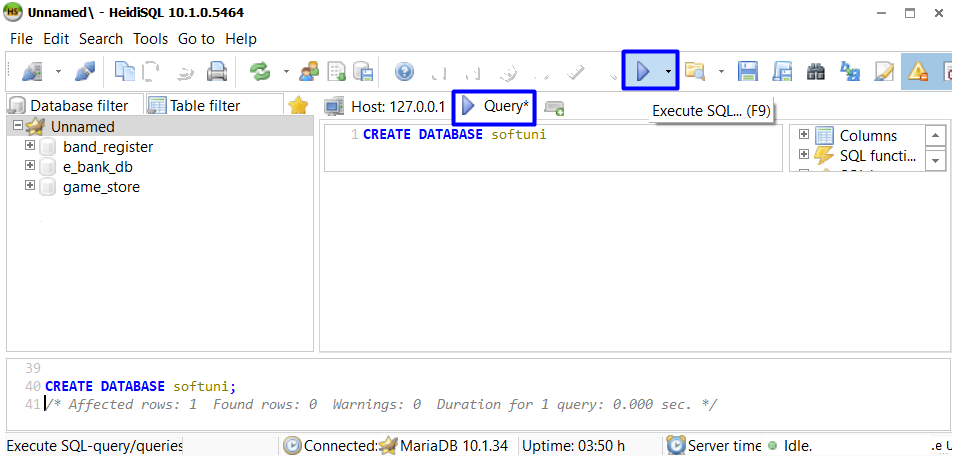 HS Unnamed\ - HeidiSQL 10.1.0.5464
File Edit Search Tools Go to Help
Database filter Table filter Host: 127.0.0.1 Query*
Execute SQL... (F9)
Unnamed
band_register
e_bank_db
game_store
1 CREATE DATABASE softuni
Columns
SQL functi...
39
40 CREATE DATABASE softuni;
41 /* Affected rows: 1 Found rows: 0 Warnings: 0 Duration for 1 query: 0.000 sec. */
Execute SQL-query/queries Connected: MariaDB 10.1.34 Uptime: 03:50 h Server time Idle.